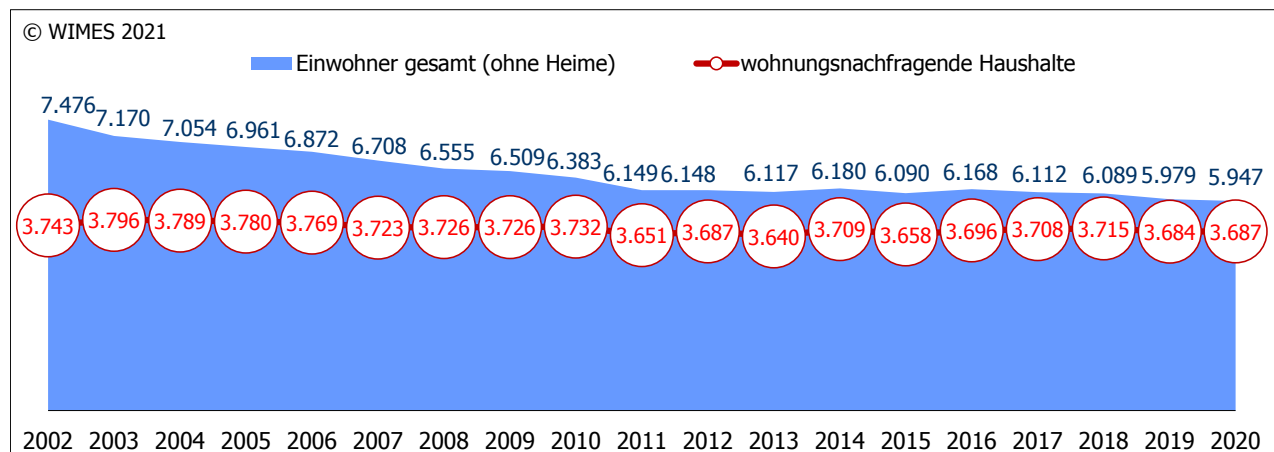 © WIMES 2021
Einwohner gesamt (ohne Heime) wohnungsnachfragende Haushalte
7.476 7.170 7.054 6.961 6.872 6.708 6.555 6.509 6.383 6.149 6.148 6.117 6.180 6.090 6.168 6.112 6.089 5.979 5.947
3.743 3.796 3.789 3.780 3.769 3.723 3.726 3.726 3.732 3.651 3.687 3.640 3.709 3.658 3.696 3.708 3.715 3.684 3.687
2002 2003 2004 2005 2006 2007 2008 2009 2010 2011 2012 2013 2014 2015 2016 2017 2018 2019 2020